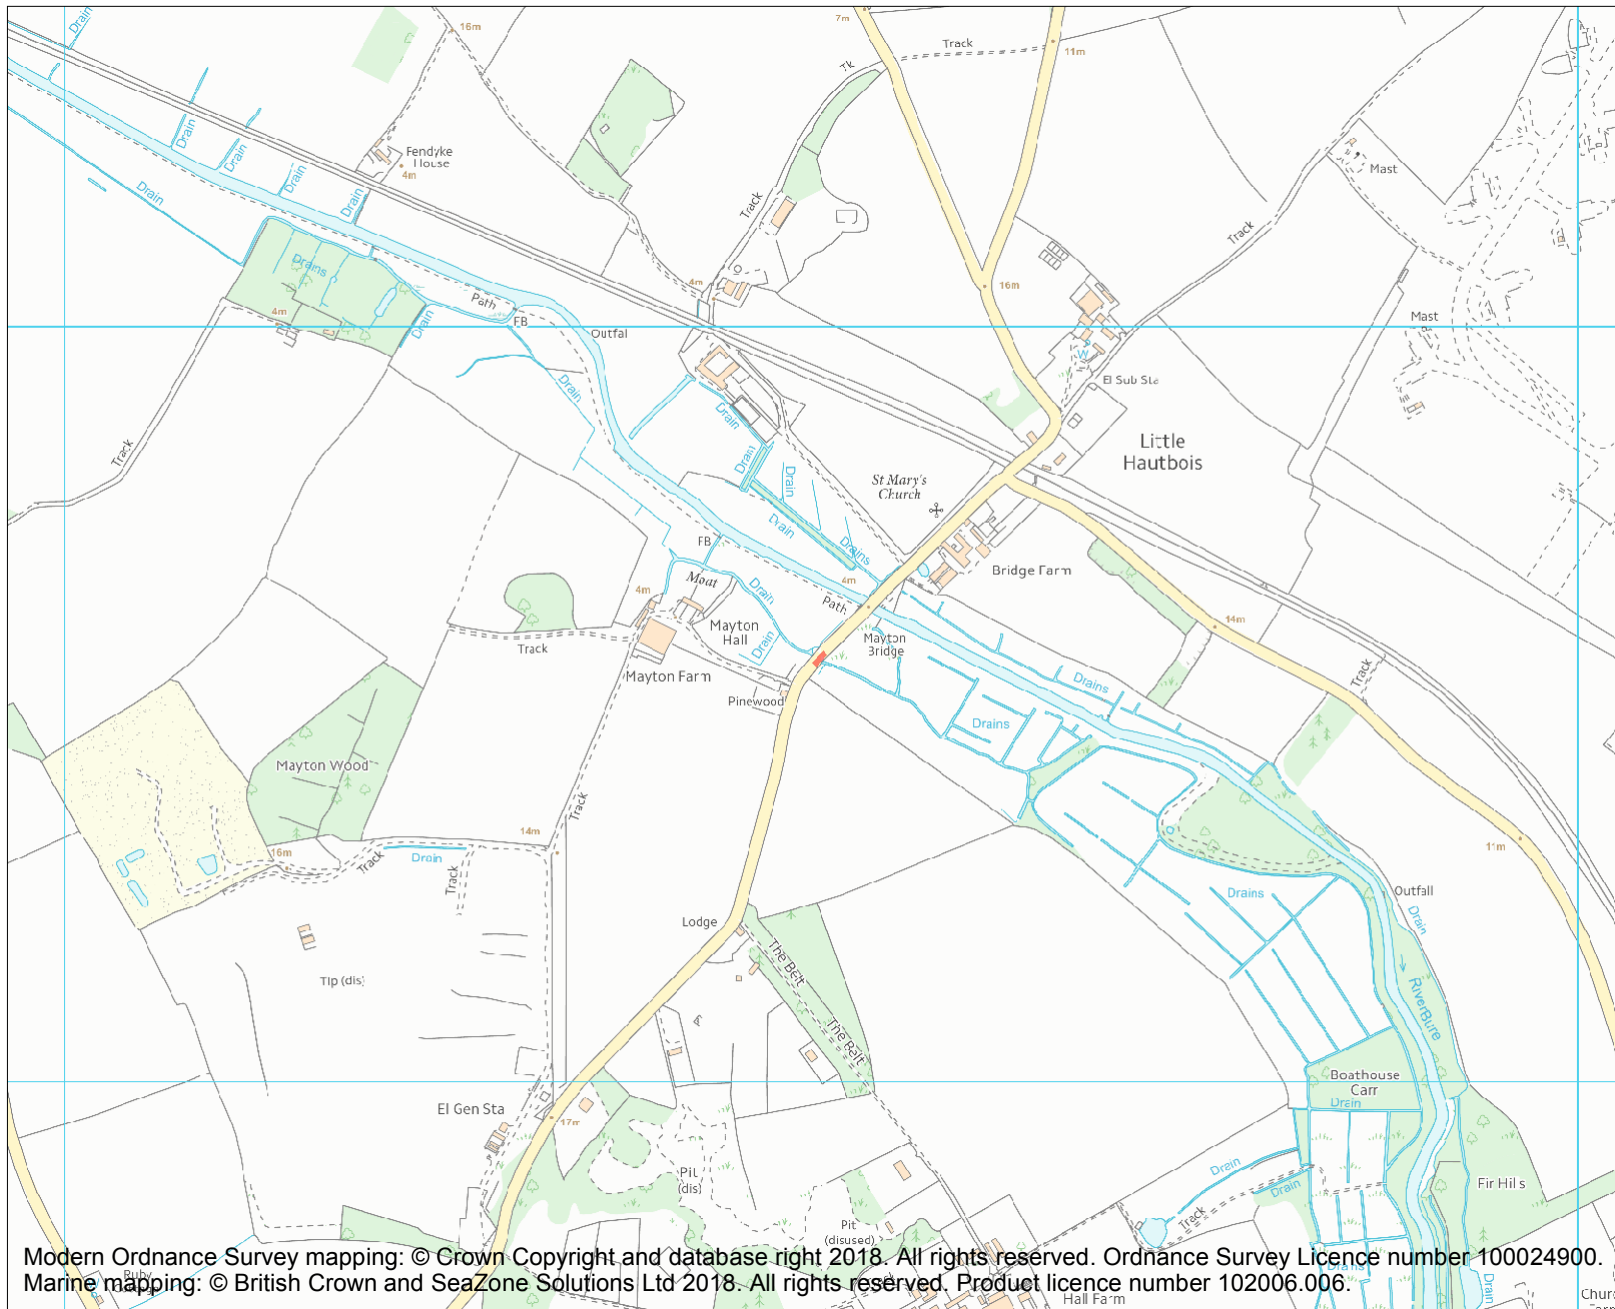 Drain
16m
7m
Track
11m
Tk
Drain
Drain
Drain
Drain
Drain
Fendyke
House
4m
Track
Mast
Track
Drains
4m
Path
FB
Drain
Outfal
4m
16m
Mast
W
El Sub Sta
Drain
Drain
Drain
Drain
Track
Little
Hautbois
St Mary's
Church
Drain
Drains
FB
Moat
4m
4m
Drain
Path
Bridge Farm
Mayton
Hall
Drain
Mayton
Bridge
14m
Track
Mayton Farm
Pinewood
Track
Drains
Drains
Mayton Wood
Track
14m
16m
Track
Drain
Track
11m
Lodge
Drains
Outfall
Drain
The Belt
Tip (dis)
River Bure
The Belt
Boathouse
Carr
Drain
El Gen Sta
17m
Pit
(dis)
Drain
Drain
Fir Hills
Track
Pit
(disused)
Modern Ordnance Survey mapping: © Crown Copyright and database right 2018. All rights reserved. Ordnance Survey Licence number 100024900.
Marine mapping: © British Crown and SeaZone Solutions Ltd 2018. All rights reserved. Product licence number 102006.006.
Ruby
Drains
Drain
Hall Farm